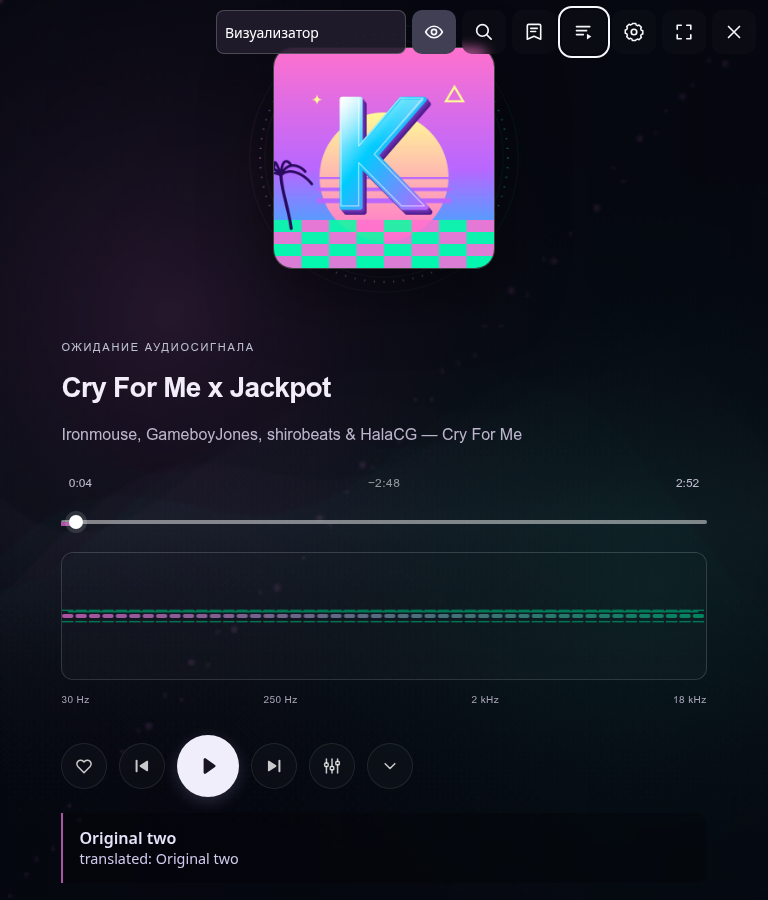 Визуализатор
K
ОЖИДАНИЕ АУДИОСИГНАЛА
Cry For Me x Jackpot
Ironmouse, GameboyJones, shirobeats & HalaCG — Cry For Me
0:04 −2:48 2:52
30 Hz 250 Hz 2 kHz 18 kHz
Original two
translated: Original two